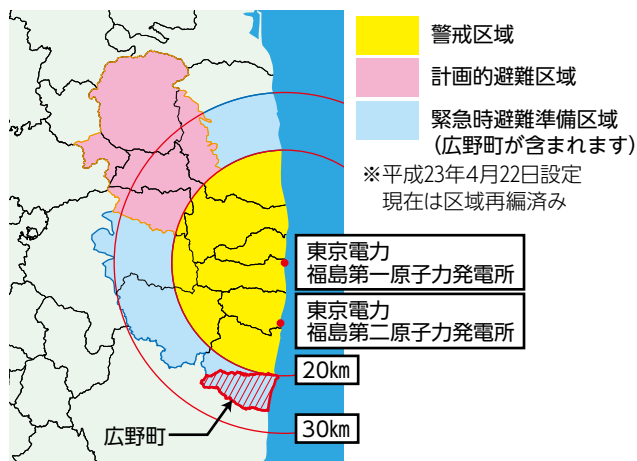 警戒区域
計画的避難区域
緊急時避難準備区域
(広野町が含まれます)
※平成23年4月22日設定
現在は区域再編済み
東京電力
福島第一原子力発電所
東京電力
福島第二原子力発電所
20km
30km
広野町